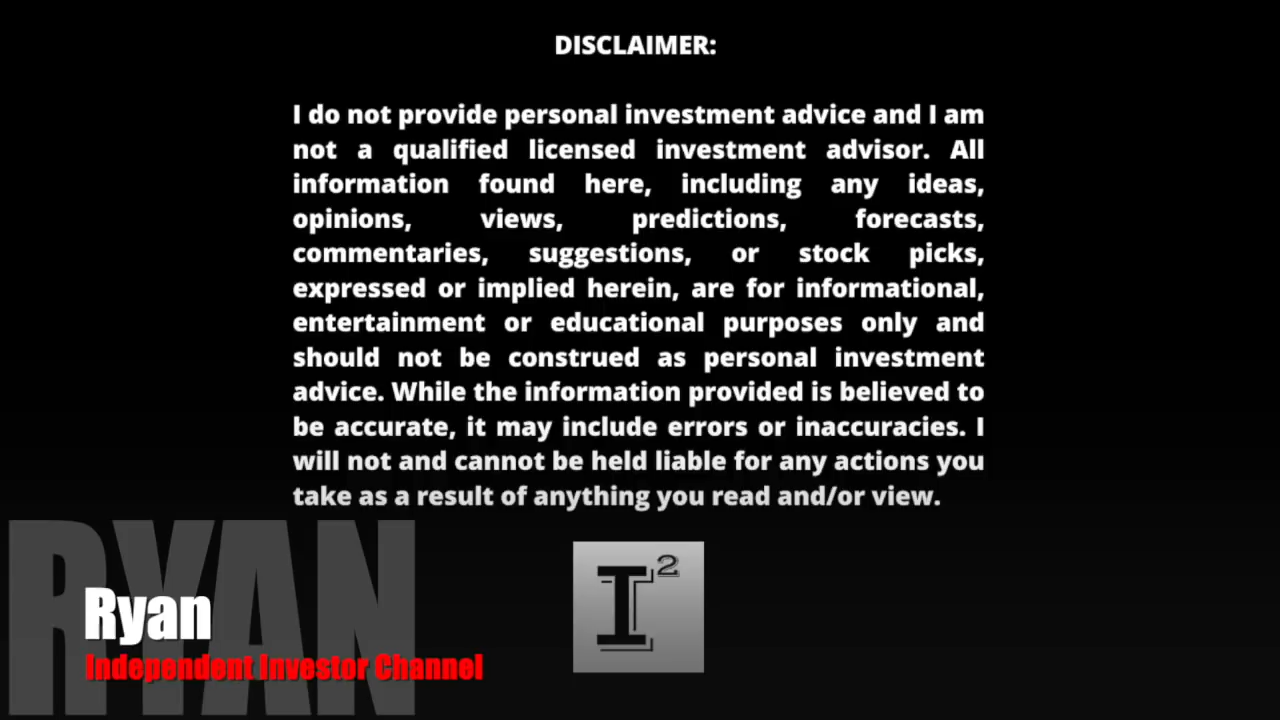 DISCLAIMER:
I do not provide personal investment advice and I am
not a qualified licensed investment advisor. All
information found here, including any ideas,
opinions, views, predictions, forecasts,
commentaries, suggestions, or stock picks,
expressed or implied herein, are for informational,
entertainment or educational purposes only and
should not be construed as personal investment
advice. While the information provided is believed to
be accurate, it may include errors or inaccuracies. I
will not and cannot be held liable for any actions you
take as a result of anything you read and/or view.
RYAN
Ryan
Independent Investor Channel
I²